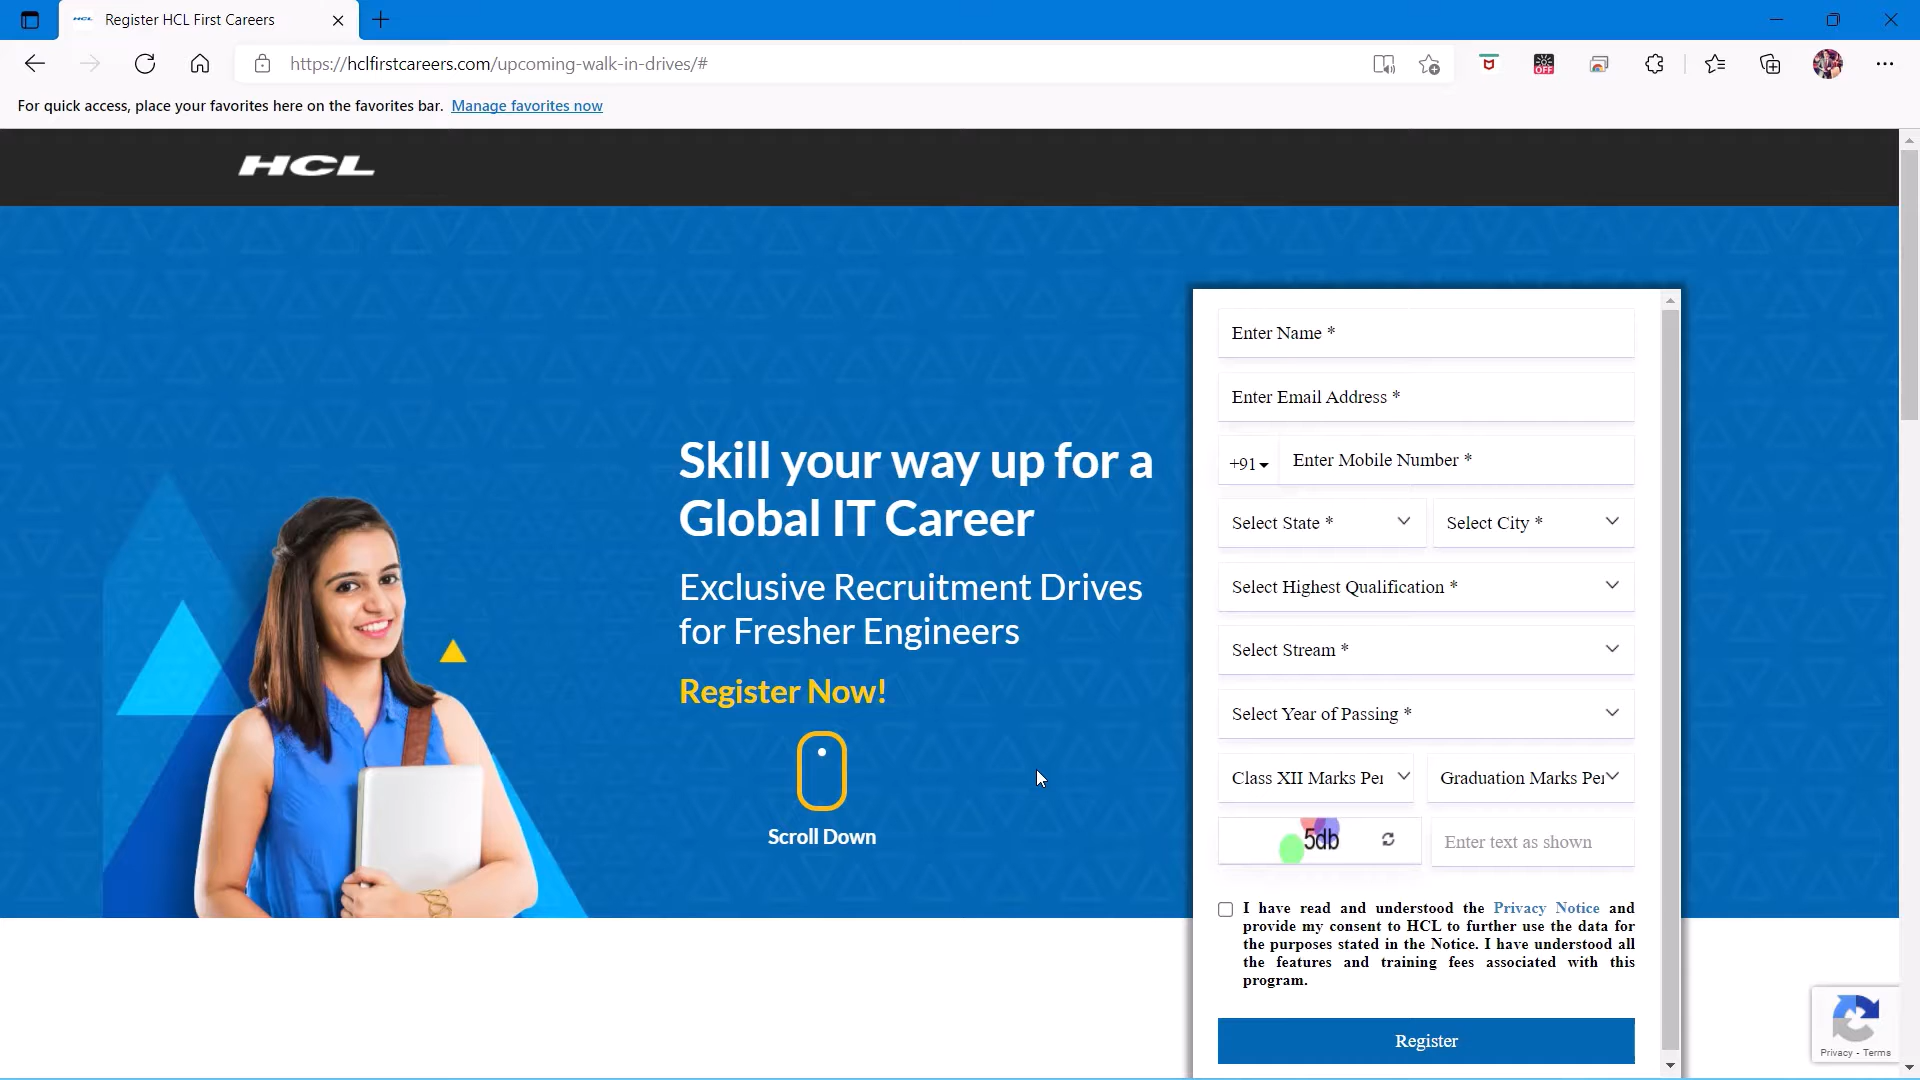 Register HCL First Careers
https://hclfirstcareers.com/upcoming-walk-in-drives/#
OFF
For quick access, place your favorites here on the favorites bar. Manage favorites now
HCL
Enter Name *
Enter Email Address *
+91 Enter Mobile Number *
Select State * Select City *
Select Highest Qualification *
Select Stream *
Select Year of Passing *
Class XII Marks Per Graduation Marks Per
5db Enter text as shown
I have read and understood the Privacy Notice and
provide my consent to HCL to further use the data for
the purposes stated in the Notice. I have understood all
the features and training fees associated with this
program.
Register
Skill your way up for a
Global IT Career
Exclusive Recruitment Drives
for Fresher Engineers
Register Now!
Scroll Down
Privacy - Terms